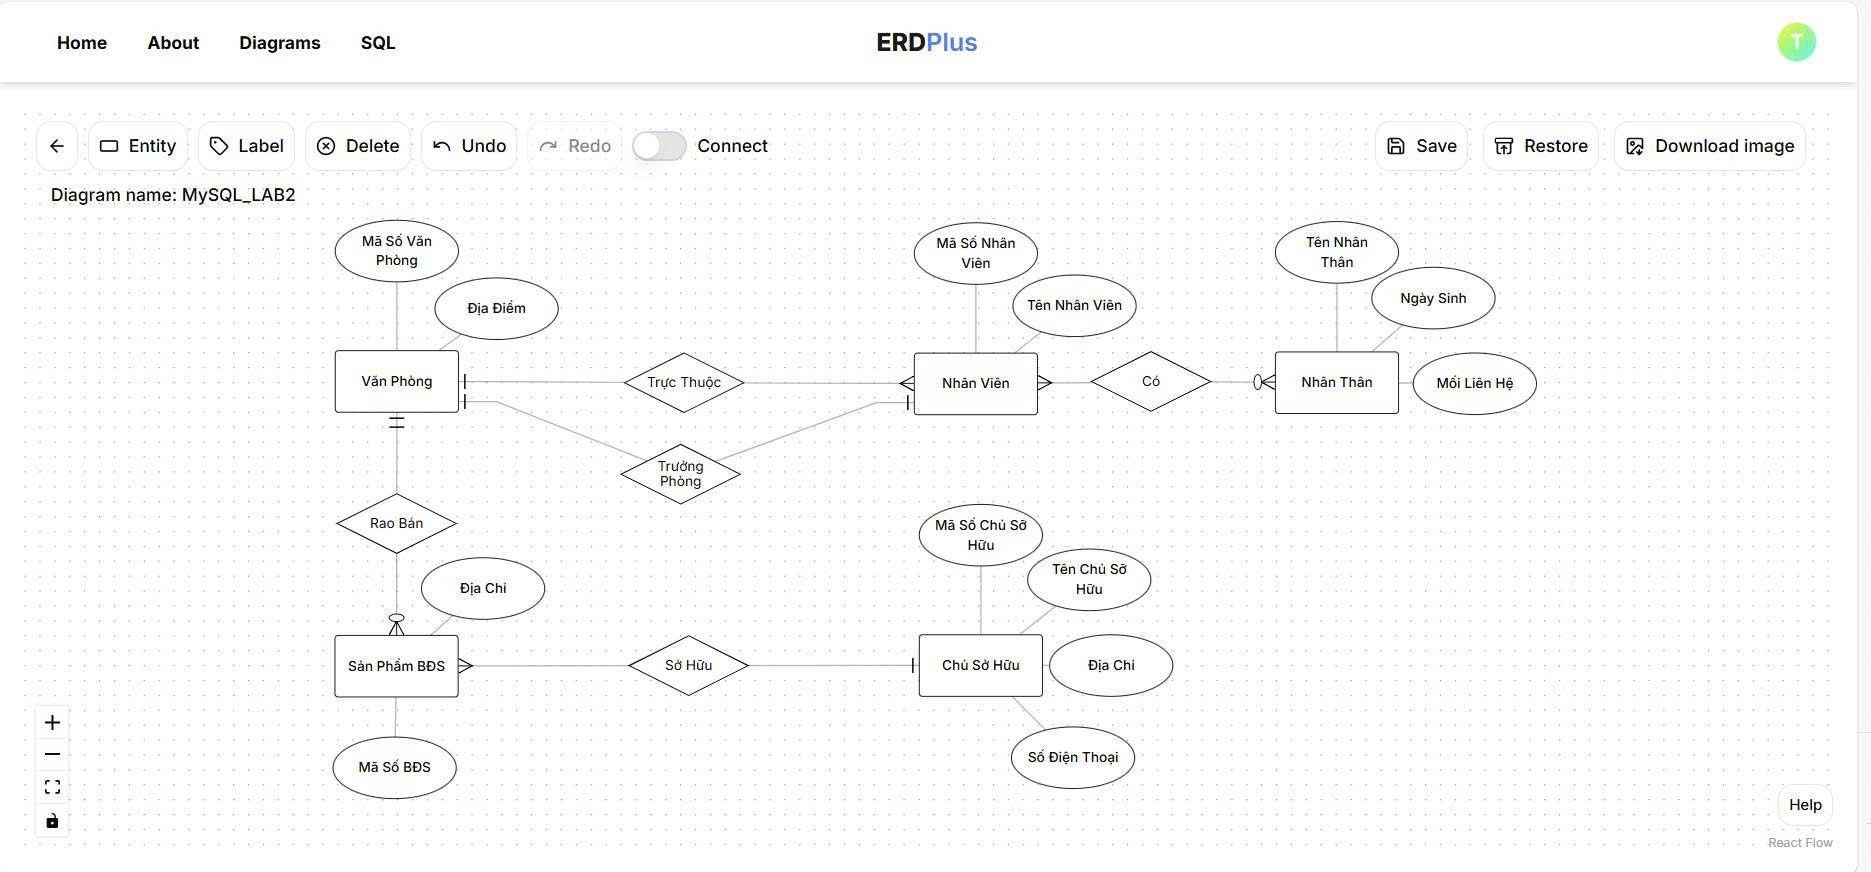 Home
About
Diagrams
SQL
ERDPlus
T
Entity
Label
Delete
Undo
Redo
Connect
Save
Restore
Download image
Diagram name: MySQL_LAB2
Mã Số Văn
Phòng
Địa Điểm
Mã Số Nhân
Viên
Tên Nhân Viên
Tên Nhân
Thân
Ngày Sinh
Văn Phòng
Trực Thuộc
Nhân Viên
Có
Nhân Thân
Mối Liên Hệ
Trưởng
Phòng
Rao Bán
Mã Số Chủ Sỡ
Hữu
Tên Chủ Sỡ
Hữu
Địa Chỉ
Sản Phẩm BĐS
Sở Hữu
Chủ Sở Hữu
Địa Chỉ
Mã Số BĐS
Số Điện Thoại
Help
React Flow